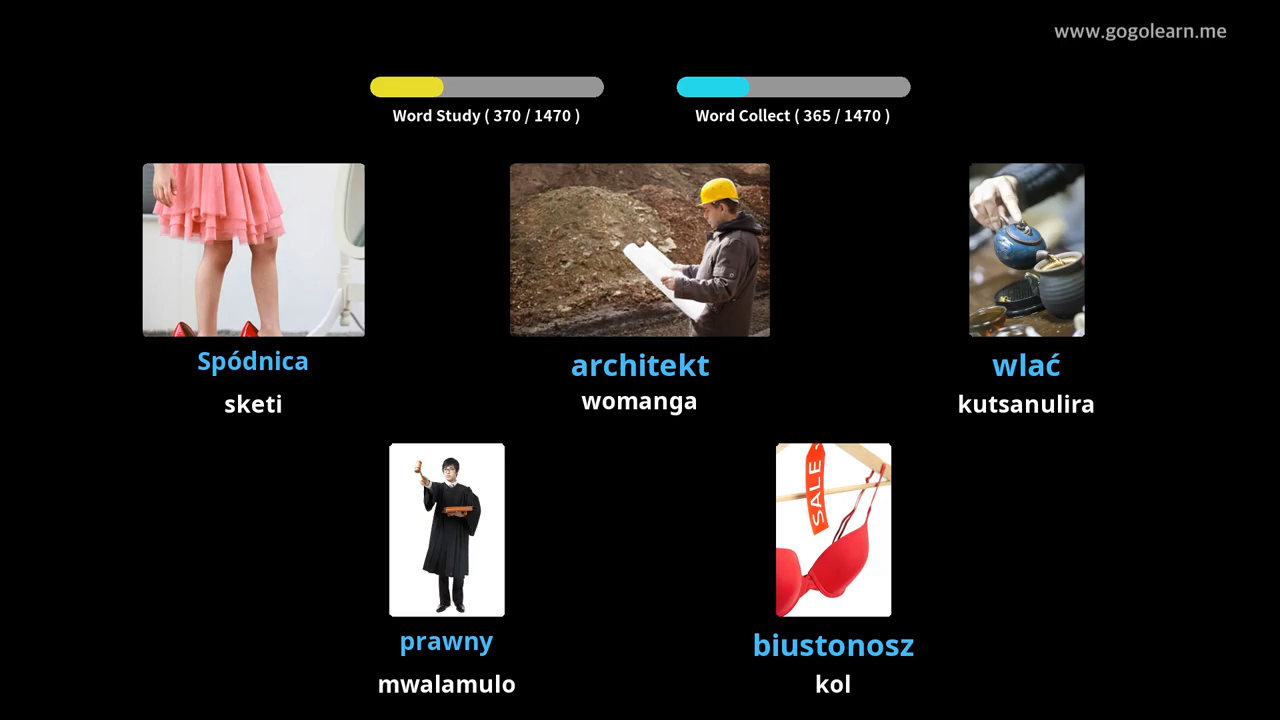 www.gogolearn.me
Word Study ( 370 / 1470 )
Word Collect ( 365 / 1470 )
Spódnica
sketi
architekt
womanga
wlać
kutsanulira
SALE
prawny
mwalamulo
biustonosz
kol